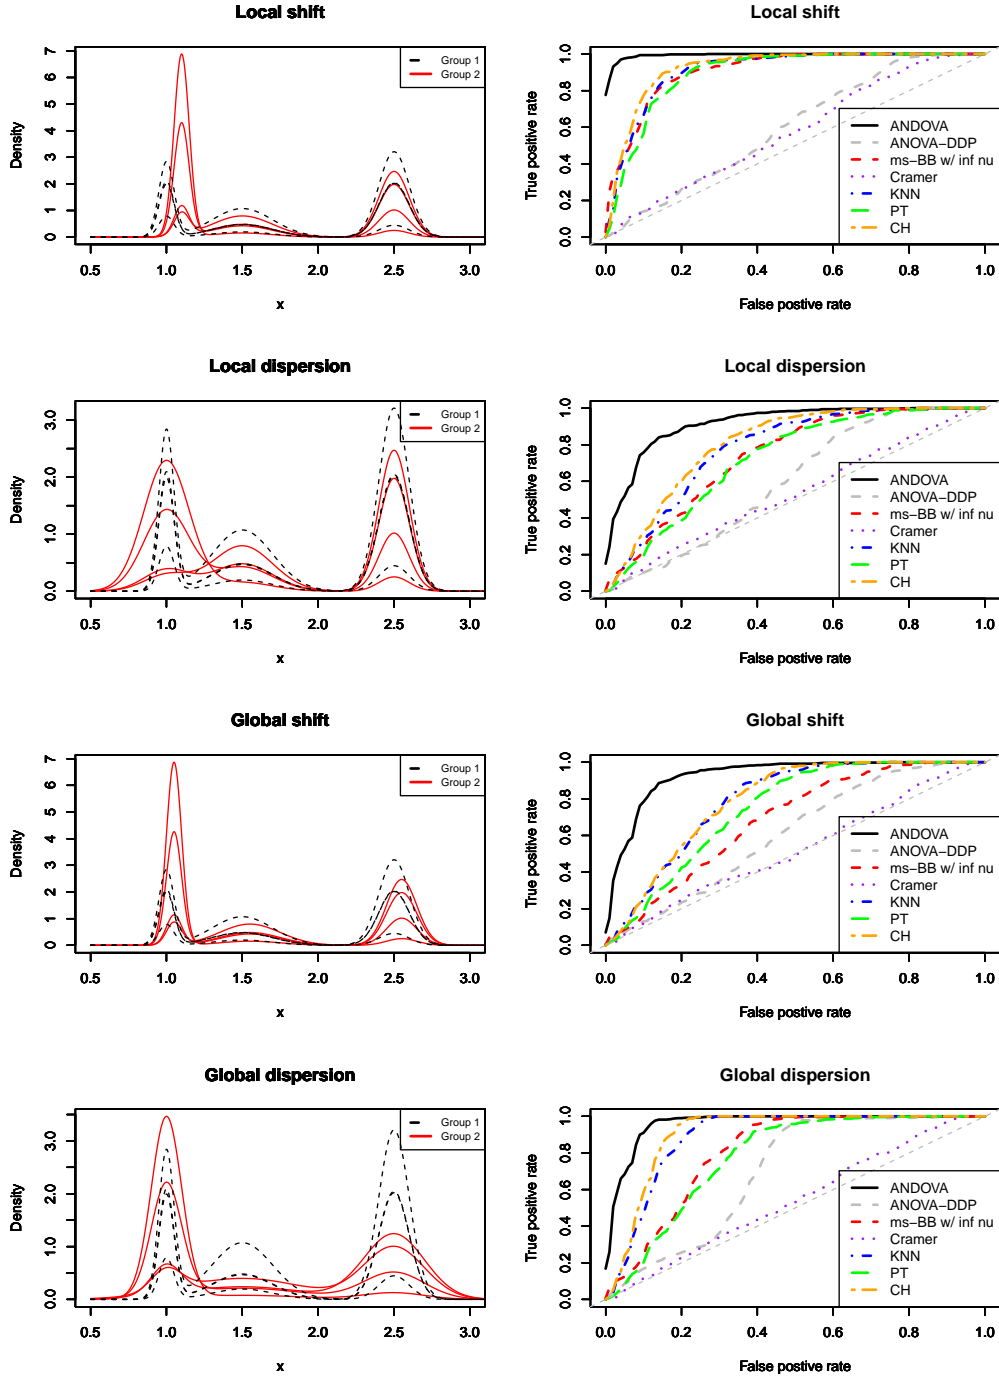 Local shift
Density
0 1 2 3 4 5 6 7
Group 1
Group 2
0.5 1.0 1.5 2.0 2.5 3.0
x
Local shift
True positive rate
0.0 0.2 0.4 0.6 0.8 1.0
ANDOVA
ANOVA-DDP
ms-BB w/ inf nu
Cramer
KNN
PT
CH
0.0 0.2 0.4 0.6 0.8 1.0
False postive rate
Local dispersion
Density
0.0 1.0 2.0 3.0
Group 1
Group 2
0.5 1.0 1.5 2.0 2.5 3.0
x
Local dispersion
True positive rate
0.0 0.2 0.4 0.6 0.8 1.0
ANDOVA
ANOVA-DDP
ms-BB w/ inf nu
Cramer
KNN
PT
CH
0.0 0.2 0.4 0.6 0.8 1.0
False postive rate
Global shift
Density
0 1 2 3 4 5 6 7
Group 1
Group 2
0.5 1.0 1.5 2.0 2.5 3.0
x
Global shift
True positive rate
0.0 0.2 0.4 0.6 0.8 1.0
ANDOVA
ANOVA-DDP
ms-BB w/ inf nu
Cramer
KNN
PT
CH
0.0 0.2 0.4 0.6 0.8 1.0
False postive rate
Global dispersion
Density
0.0 1.0 2.0 3.0
Group 1
Group 2
0.5 1.0 1.5 2.0 2.5 3.0
x
Global dispersion
True positive rate
0.0 0.2 0.4 0.6 0.8 1.0
ANDOVA
ANOVA-DDP
ms-BB w/ inf nu
Cramer
KNN
PT
CH
0.0 0.2 0.4 0.6 0.8 1.0
False postive rate